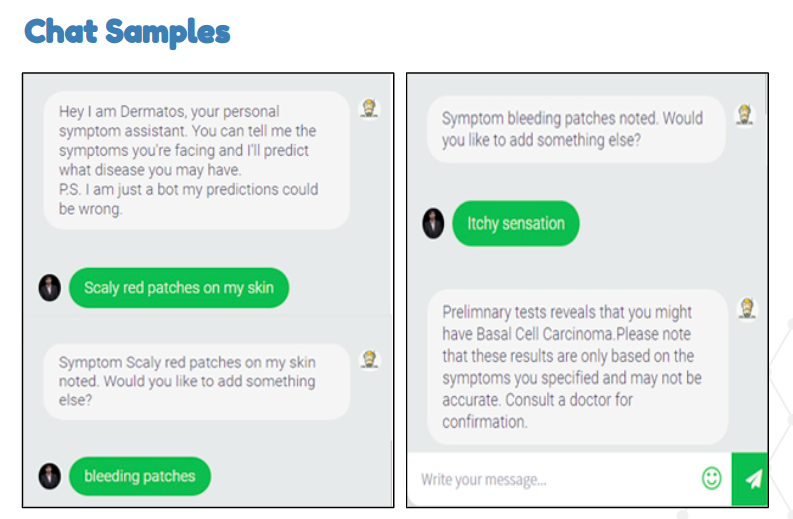 Chat Samples
Hey I am Dermatos, your personal
symptom assistant. You can tell me the
symptoms you're facing and I'll predict
what disease you may have.
P.S. I am just a bot my predictions could
be wrong.
Scaly red patches on my skin
Symptom Scaly red patches on my skin
noted. Would you like to add something
else?
bleeding patches
Symptom bleeding patches noted. Would
you like to add something else?
Itchy sensation
Prelimnary tests reveals that you might
have Basal Cell Carcinoma.Please note
that these results are only based on the
symptoms you specified and may not be
accurate. Consult a doctor for
confirmation.
Write your message...